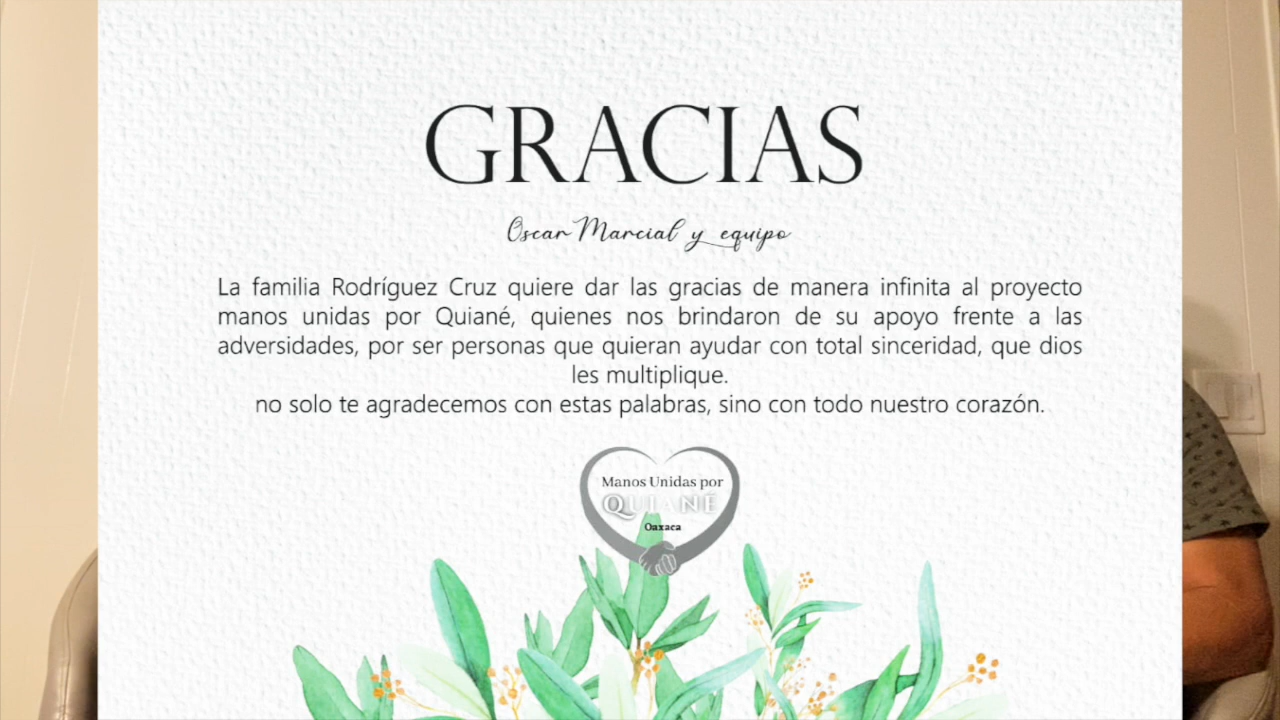 GRACIAS
Oscar Marcial y equipo
La familia Rodríguez Cruz quiere dar las gracias de manera infinita al proyecto
manos unidas por Quiané, quienes nos brindaron de su apoyo frente a las
adversidades, por ser personas que quieran ayudar con total sinceridad, que dios
les multiplique.
no solo te agradecemos con estas palabras, sino con todo nuestro corazón.
Manos Unidas por
QUIANÉ
Oaxaca